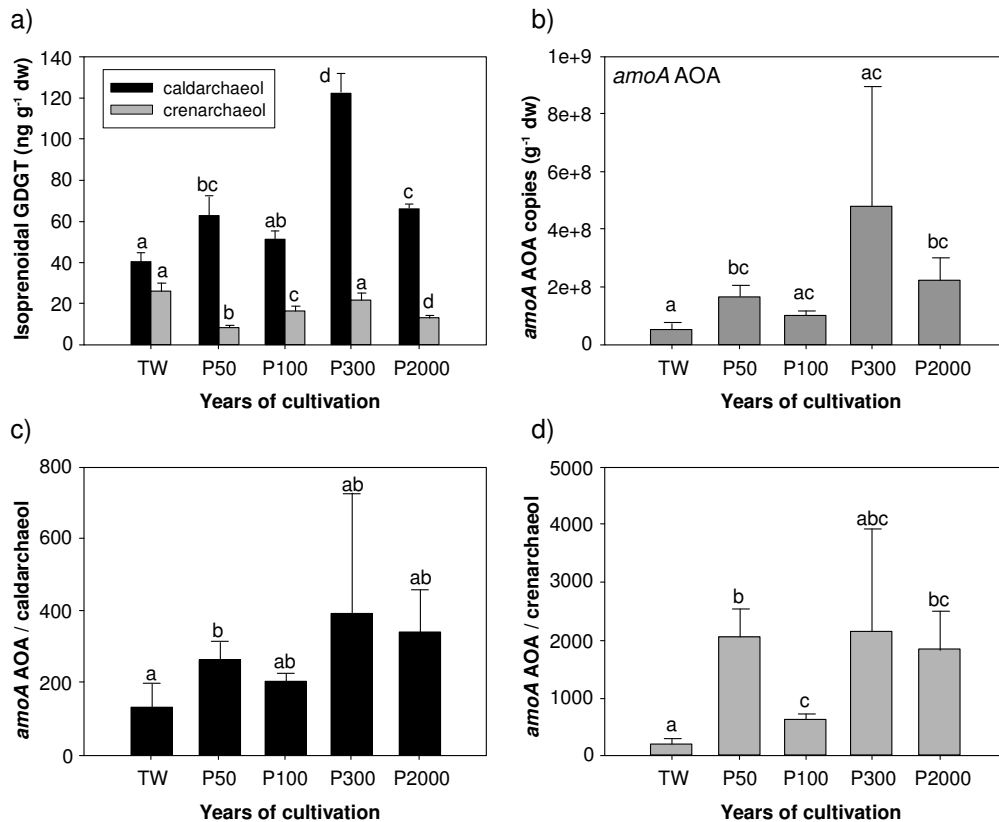 a)
Isoprenoidal GDGT (ng g⁻¹ dw)
140
120
100
80
60
40
20
0
caldarchaeol
crenarchaeol
a
a
bc
b
ab
c
d
a
c
d
TW P50 P100 P300 P2000
Years of cultivation
b)
amoA AOA copies (g⁻¹ dw)
1e+9
8e+8
6e+8
4e+8
2e+8
0
amoA AOA
a
bc
ac
ac
bc
TW P50 P100 P300 P2000
Years of cultivation
c)
amoA AOA / caldarchaeol
800
600
400
200
0
a
b
ab
ab
ab
TW P50 P100 P300 P2000
Years of cultivation
d)
amoA AOA / crenarchaeol
5000
4000
3000
2000
1000
0
a
b
c
abc
bc
TW P50 P100 P300 P2000
Years of cultivation